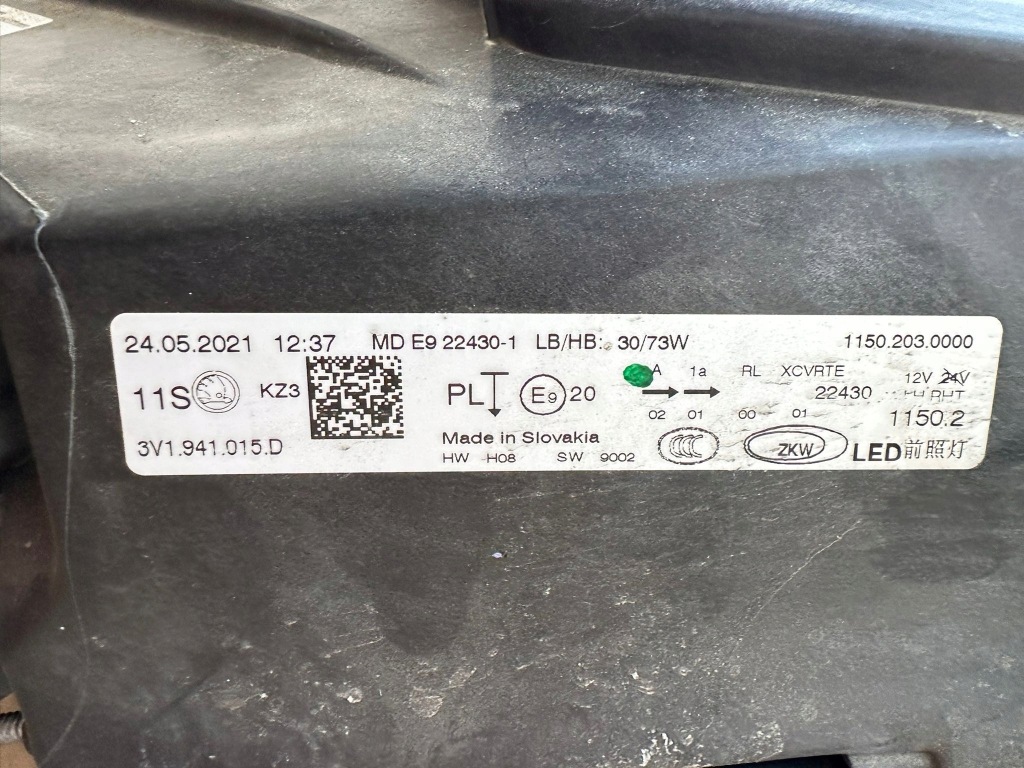 24.05.2021 12:37 MD E9 22430-1 LB/HB: 30/73W 1150.203.0000
11S KZ3 PL E9 20 A 1a RL XCVRTE 12V 24V
22430 RHT
02 01 00 01 1150.2
3V1.941.015.D Made in Slovakia CCC ZKW LED前照灯
HW H08 SW 9002